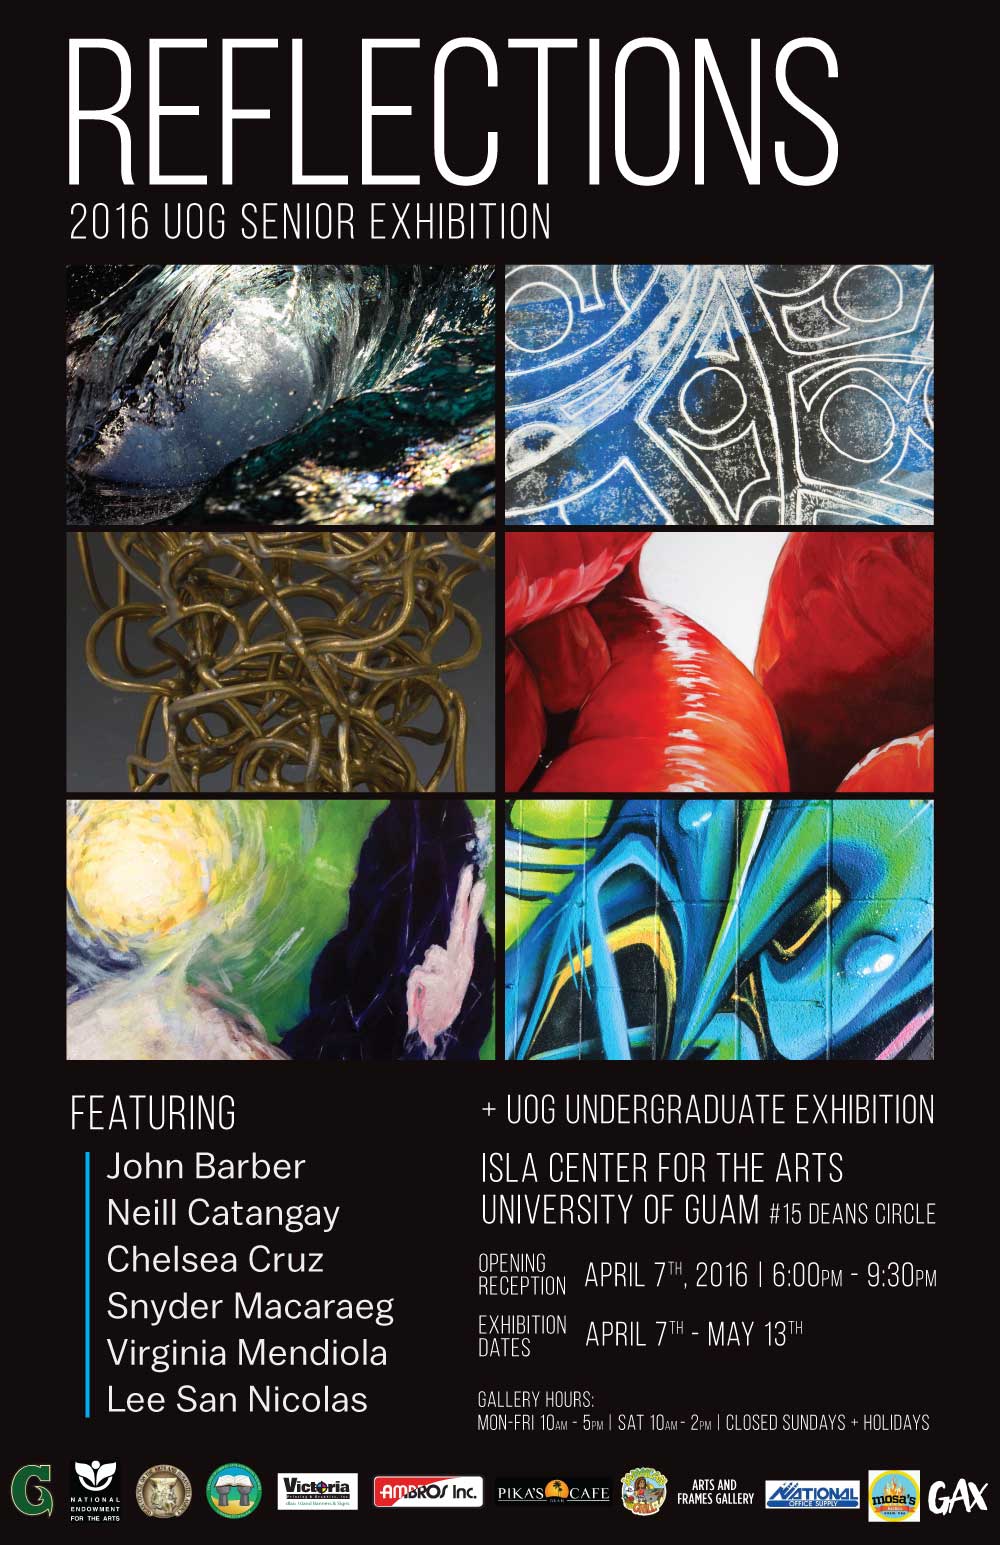 REFLECTIONS
2016 UOG SENIOR EXHIBITION
FEATURING
John Barber
Neill Catangay
Chelsea Cruz
Snyder Macaraeg
Virginia Mendiola
Lee San Nicolas
+ UOG UNDERGRADUATE EXHIBITION
ISLA CENTER FOR THE ARTS
UNIVERSITY OF GUAM #15 DEANS CIRCLE
OPENING
RECEPTION
APRIL 7TH, 2016 | 6:00PM - 9:30PM
EXHIBITION
DATES
APRIL 7TH - MAY 13TH
GALLERY HOURS:
MON-FRI 10AM - 5PM | SAT 10AM - 2PM | CLOSED SUNDAYS + HOLIDAYS
G
NATIONAL
ENDOWMENT
FOR THE ARTS
Victoria
AMBROS Inc.
PIKA'S CAFE
ARTS AND
FRAMES GALLERY
NATIONAL
OFFICE SUPPLY
mosa's
GAX